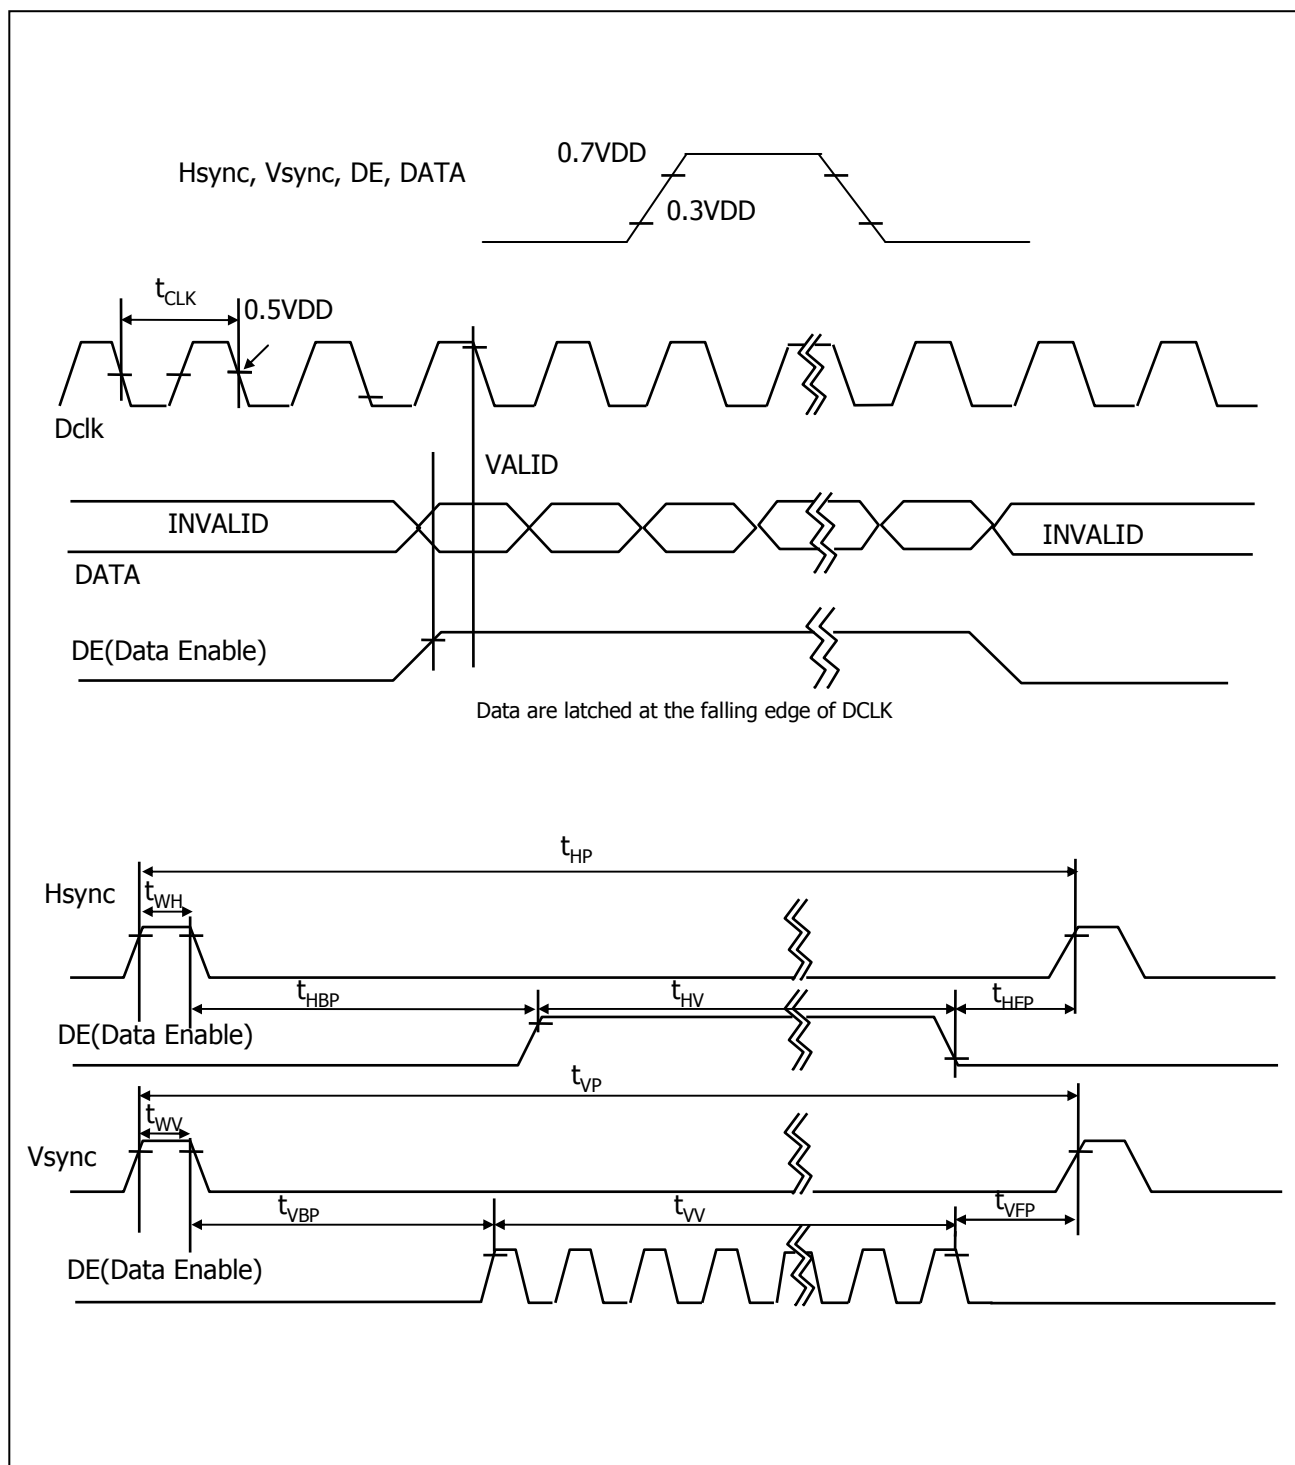 0.7VDD
Hsync, Vsync, DE, DATA
0.3VDD
tCLK
0.5VDD
Dclk
VALID
INVALID
INVALID
DATA
DE(Data Enable)
Data are latched at the falling edge of DCLK
tHP
Hsync
tWH
tHBP
tHV
tHFP
DE(Data Enable)
tVP
tWV
Vsync
tVBP
tVV
tVFP
DE(Data Enable)